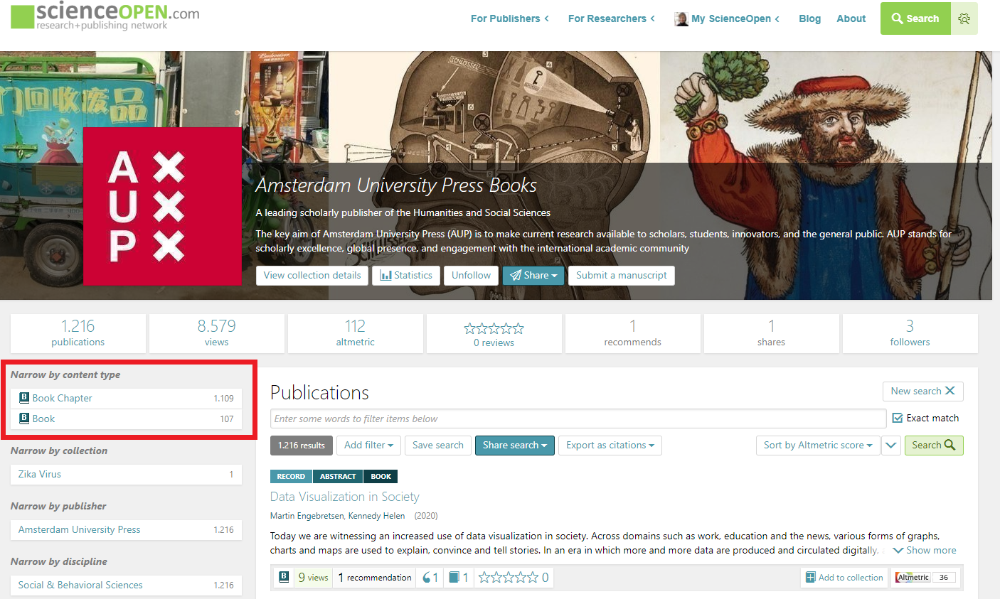 scienceOPEN.com
research+publishing network
For Publishers <
For Researchers <
My ScienceOpen <
Blog
About
Search
Budweiser
们回收废品
SCHLÜSSEL
A
U
P
Amsterdam University Press Books
A leading scholarly publisher of the Humanities and Social Sciences
The key aim of Amsterdam University Press (AUP) is to make current research available to scholars, students, innovators, and the general public. AUP stands for
scholarly excellence, global presence, and engagement with the international academic community
View collection details
Statistics
Unfollow
Share
Submit a manuscript
1.216
publications
8.579
views
112
altmetric
0 reviews
1
recommends
1
shares
3
followers
Narrow by content type
B Book Chapter 1.109
B Book 107
Narrow by collection
Zika Virus 1
Narrow by publisher
Amsterdam University Press 1.216
Narrow by discipline
Social & Behavioral Sciences 1.216
Publications
New search
Enter some words to filter items below
Exact match
1.216 results
Add filter
Save search
Share search
Export as citations
Sort by Altmetric score
Search
RECORD ABSTRACT BOOK
Data Visualization in Society
Martin Engebretsen, Kennedy Helen (2020)
Today we are witnessing an increased use of data visualization in society. Across domains such as work, education and the news, various forms of graphs,
charts and maps are used to explain, convince and tell stories. In an era in which more and more data are produced and circulated digitally, Show more
B 9 views 1 recommendation 1 1 0
Add to collection
Altmetric 36